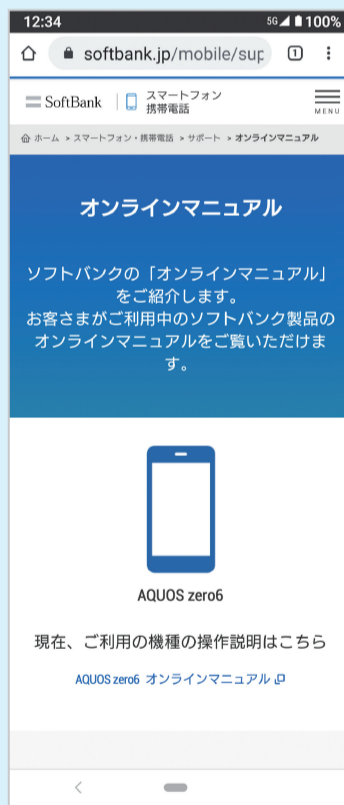 12:34 5G 100%
softbank.jp/mobile/sup 1
SoftBank
スマートフォン
携帯電話
MENU
ホーム > スマートフォン・携帯電話 > サポート > オンラインマニュアル
オンラインマニュアル
ソフトバンクの「オンラインマニュアル」
をご紹介します。
お客さまがご利用中のソフトバンク製品の
オンラインマニュアルをご覧いただけま
す。
AQUOS zero6
現在、ご利用の機種の操作説明はこちら
AQUOS zero6 オンラインマニュアル